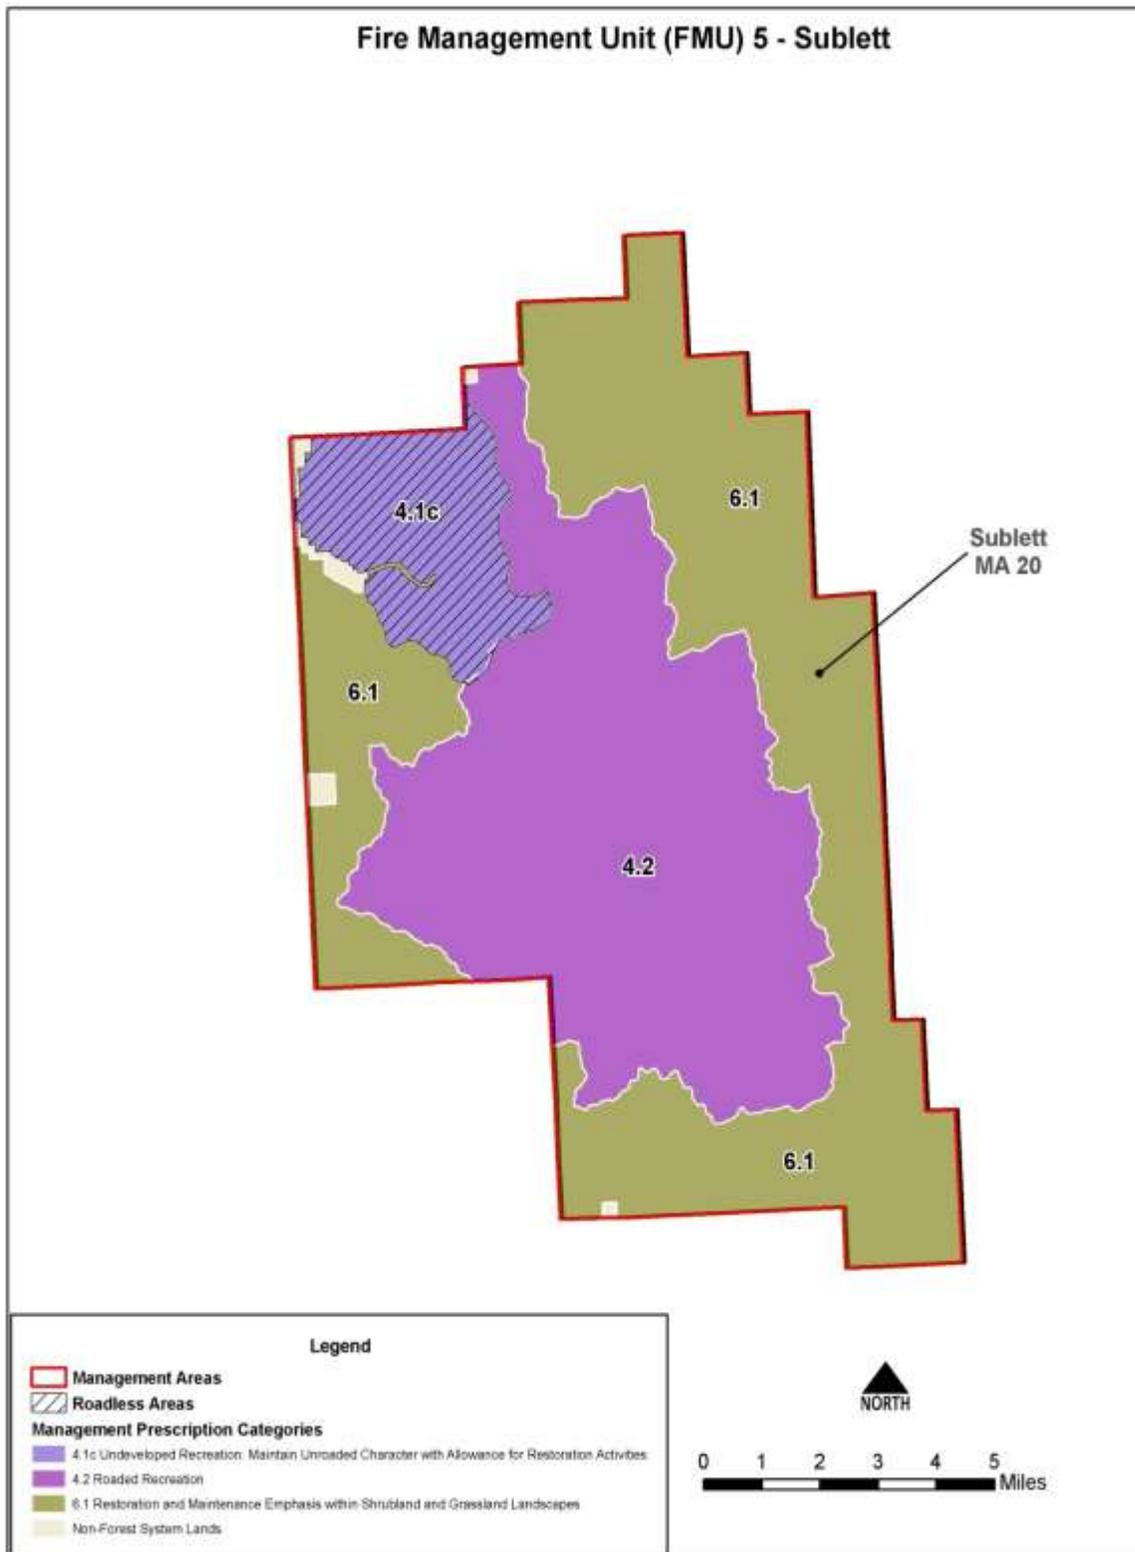 Fire Management Unit (FMU) 5 - Sublett
4.1c
6.1
Sublett
MA 20
6.1
4.2
6.1
Legend
Management Areas
Roadless Areas
Management Prescription Categories
4.1c Undeveloped Recreation: Maintain Unroaded Character with Allowance for Restoration Activities
4.2 Roaded Recreation
6.1 Restoration and Maintenance Emphasis within Shrubland and Grassland Landscapes
Non-Forest System Lands
NORTH
0 1 2 3 4 5
Miles